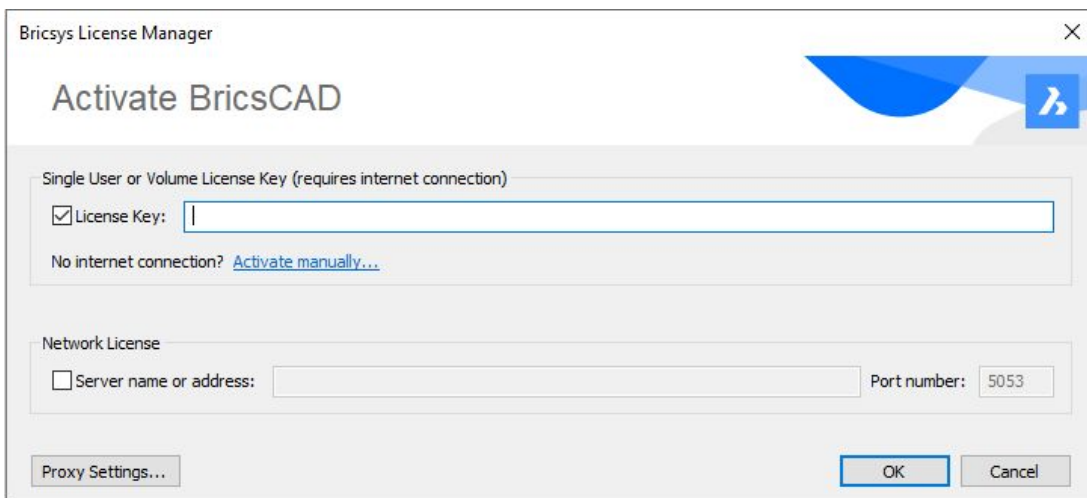 Bricsys License Manager
Activate BricsCAD
Single User or Volume License Key (requires internet connection)
License Key:
No internet connection? Activate manually...
Network License
Server name or address: Port number: 5053
Proxy Settings... OK Cancel